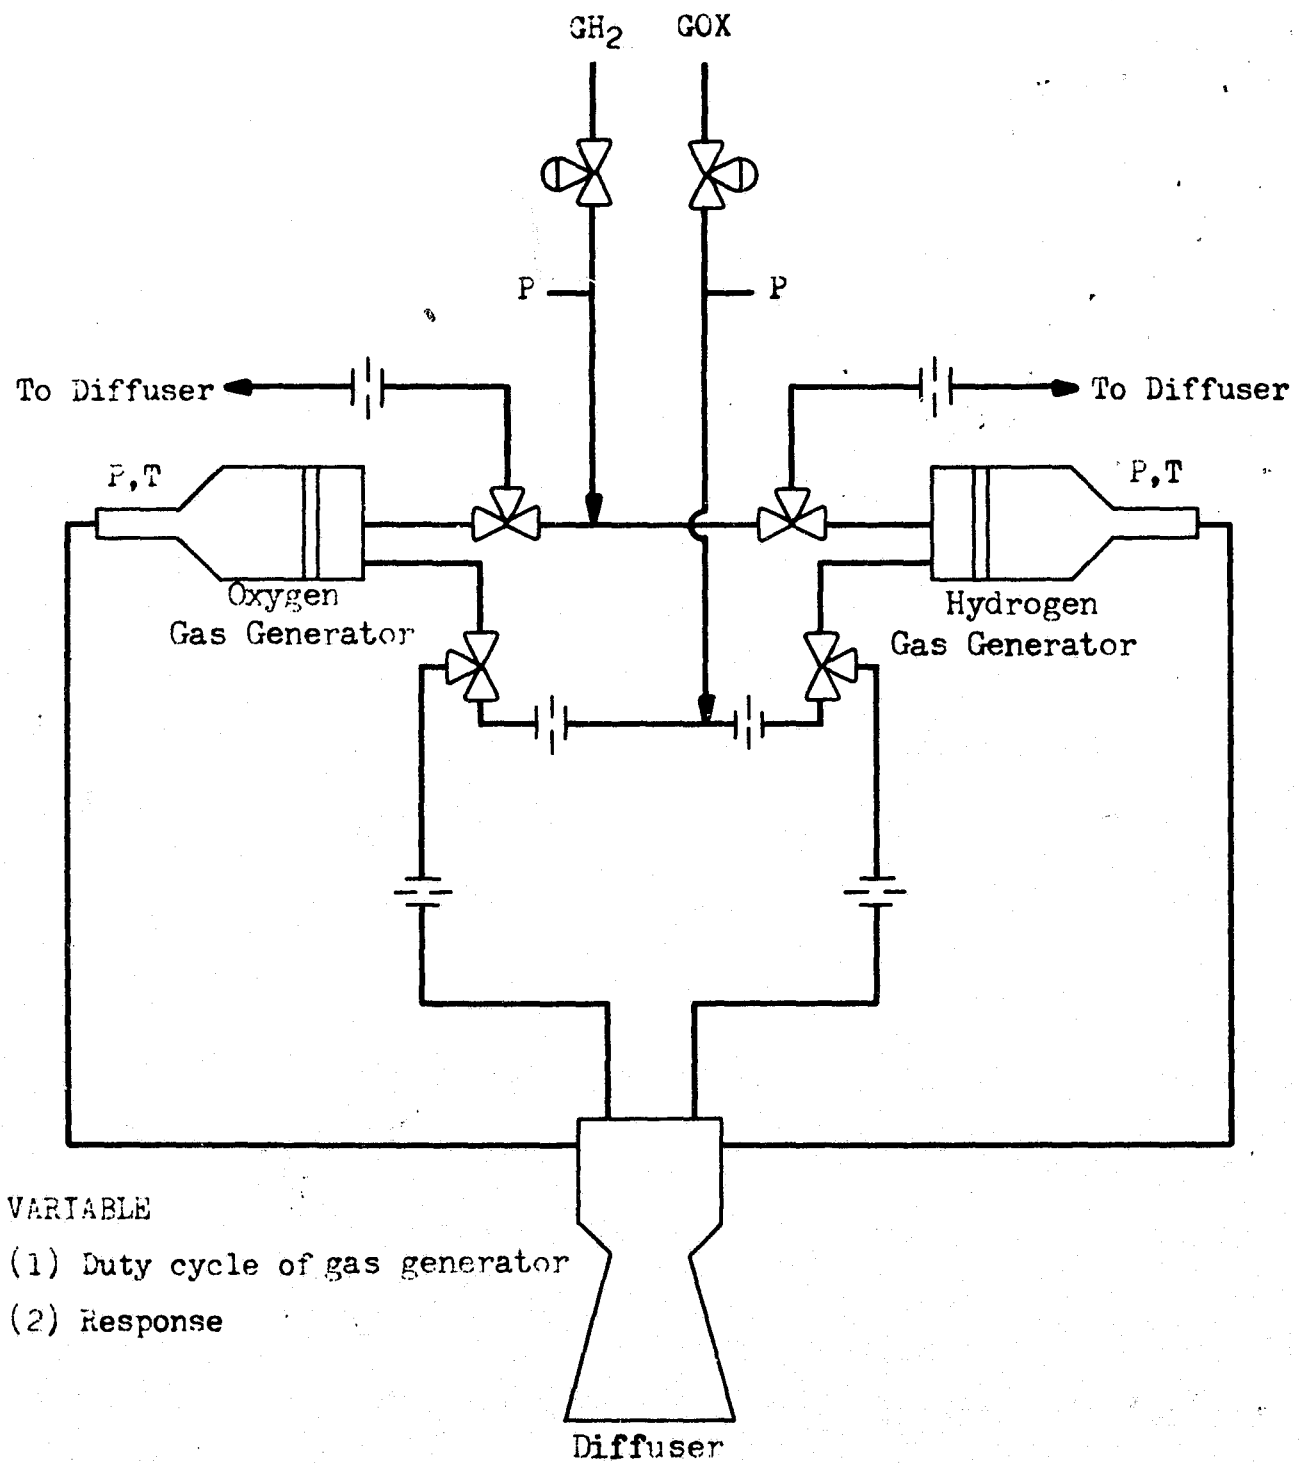 GH2 GOX
P P
To Diffuser To Diffuser
P,T P,T
Oxygen
Gas Generator
Hydrogen
Gas Generator
VARIABLE
(1) Duty cycle of gas generator
(2) Response
Diffuser